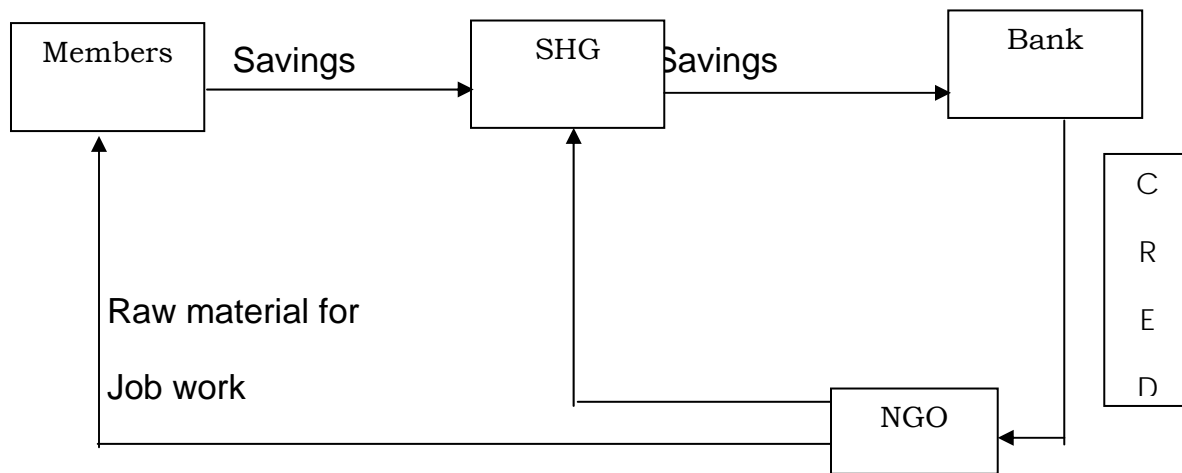 Members
Savings
SHG
Savings
Bank
C
R
E
D
Raw material for
Job work
NGO